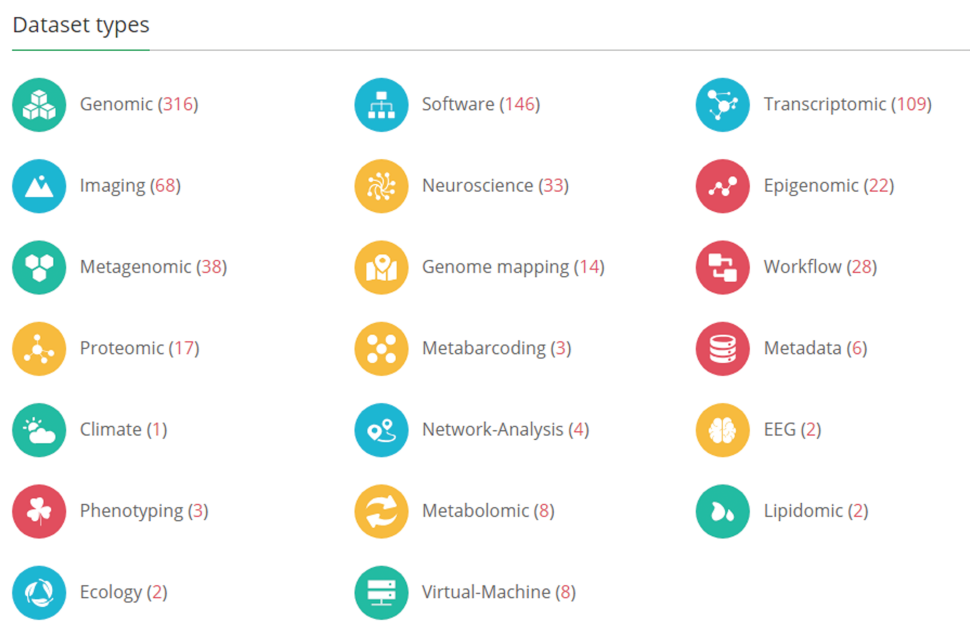 Dataset types
Genomic (316)
Software (146)
Transcriptomic (109)
Imaging (68)
Neuroscience (33)
Epigenomic (22)
Metagenomic (38)
Genome mapping (14)
Workflow (28)
Proteomic (17)
Metabarcoding (3)
Metadata (6)
Climate (1)
Network-Analysis (4)
EEG (2)
Phenotyping (3)
Metabolomic (8)
Lipidomic (2)
Ecology (2)
Virtual-Machine (8)